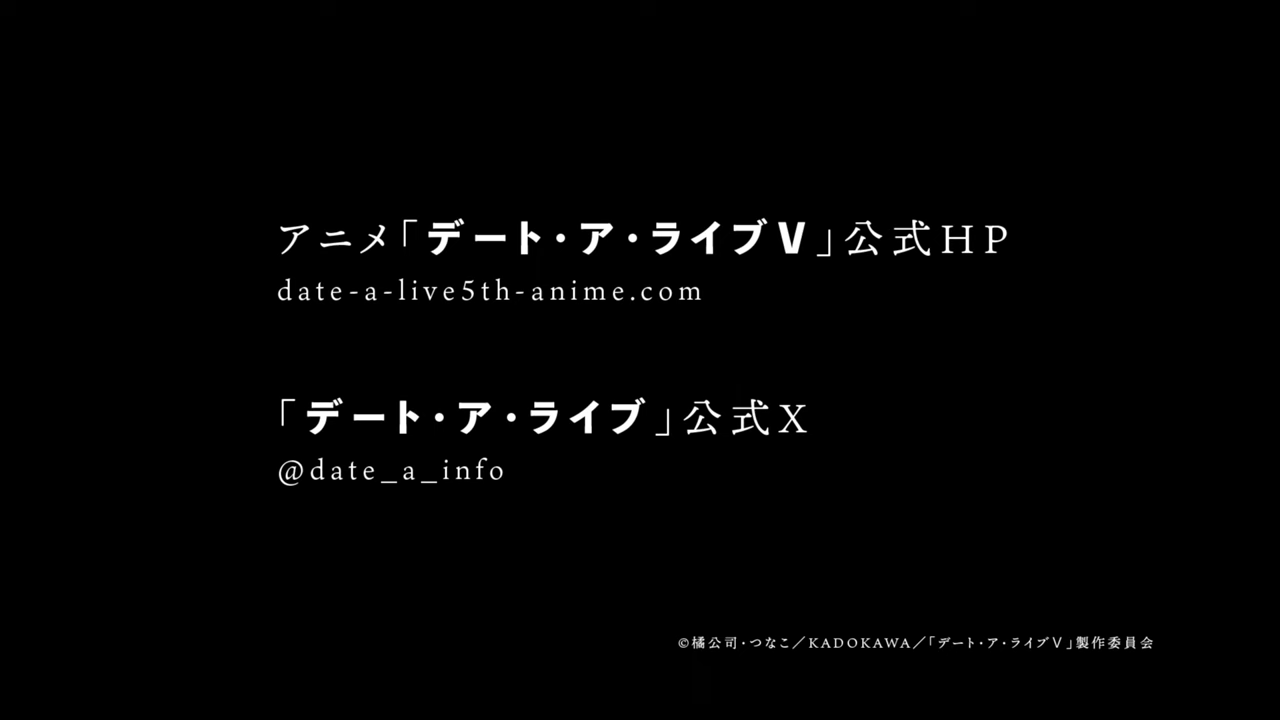 アニメ「デート・ア・ライブⅤ」公式HP
date-a-live5th-anime.com
「デート・ア・ライブ」公式X
@date_a_info
©橘公司・つなこ／KADOKAWA／「デート・ア・ライブⅤ」製作委員会